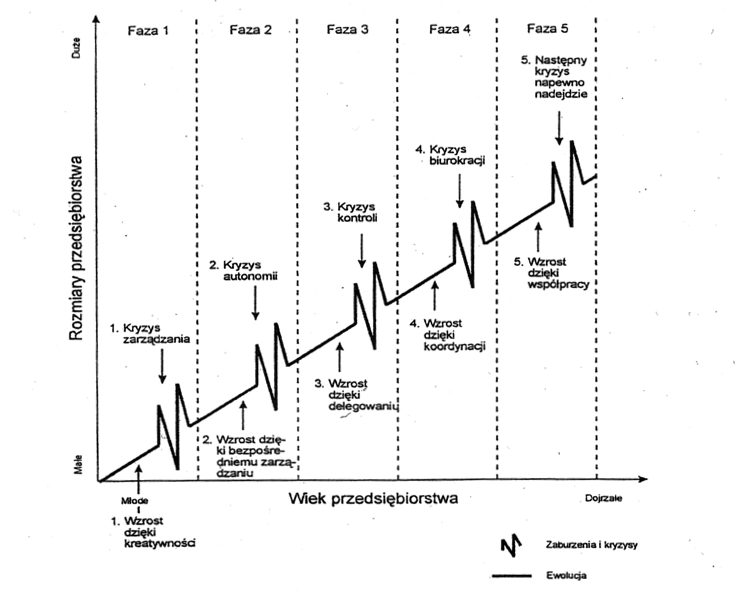 Faza 1
Faza 2
Faza 3
Faza 4
Faza 5
Duże
Rozmiary przedsiębiorstwa
Małe
5. Następny
kryzys
napewno
nadejdzie
4. Kryzys
biurokracji
3. Kryzys
kontroli
2. Kryzys
autonomii
1. Kryzys
zarządzania
5. Wzrost
dzięki
współpracy
4. Wzrost
dzięki
koordynacji
3. Wzrost
dzięki
delegowaniu
2. Wzrost dzię-
ki bezpośre-
dniemu zarzą-
dzaniu
Młode
Wiek przedsiębiorstwa
Dojrzałe
1. Wzrost
dzięki
kreatywności
Zaburzenia i kryzysy
Ewolucja